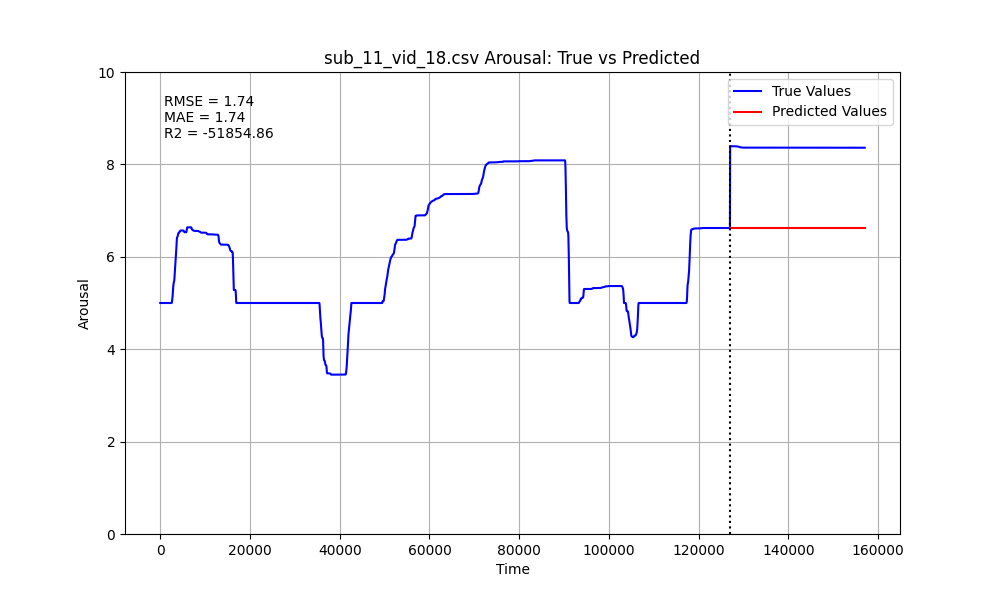 sub_11_vid_18.csv Arousal: True vs Predicted
RMSE = 1.74
MAE = 1.74
R2 = -51854.86
True Values
Predicted Values
Arousal
10
8
6
4
2
0
0 20000 40000 60000 80000 100000 120000 140000 160000
Time